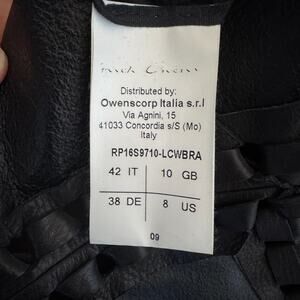 Rick Owens
Distributed by:
Owenscorp Italia s.r.l
Via Agnini, 15
41033 Concordia s/S (Mo)
Italy
RP16S9710-LCWBRA
42 IT 10 GB
38 DE 8 US
09